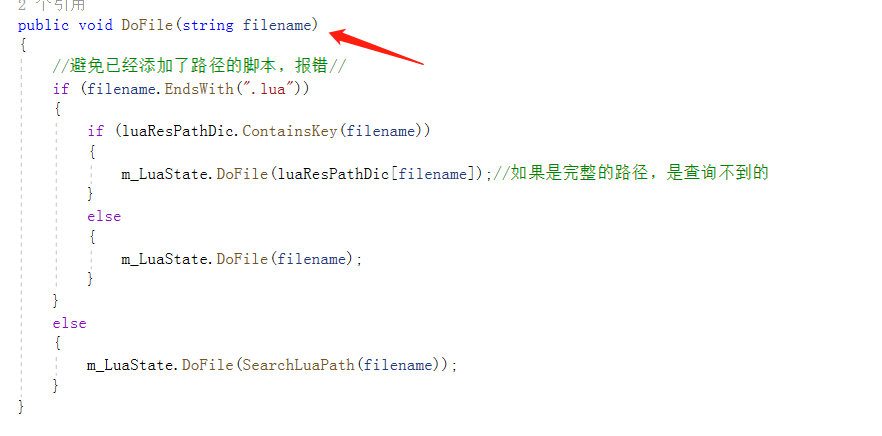 2 个引用
public void DoFile(string filename)
{
//避免已经添加了路径的脚本，报错//
if (filename.EndsWith(".lua"))
{
if (luaResPathDic.ContainsKey(filename))
{
m_LuaState.DoFile(luaResPathDic[filename]);//如果是完整的路径，是查询不到的
}
else
{
m_LuaState.DoFile(filename);
}
}
else
{
m_LuaState.DoFile(SearchLuaPath(filename));
}
}